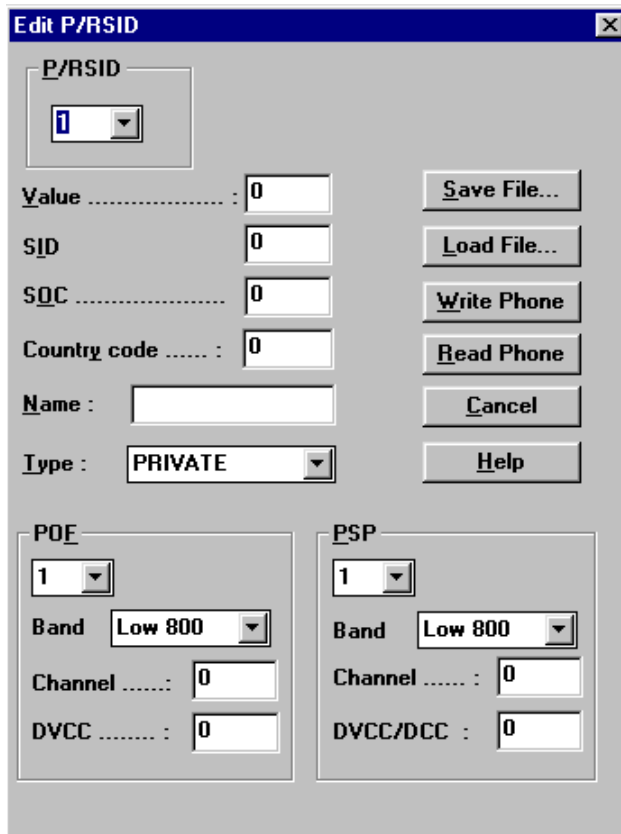 Edit P/RSID
P/RSID
1
Value .................. : 0
SID 0
SOC .................... 0
Country code ...... : 0
Name :
Type : PRIVATE
Save File...
Load File...
Write Phone
Read Phone
Cancel
Help
POF
1
Band Low 800
Channel ......: 0
DVCC ........ : 0
PSP
1
Band Low 800
Channel ...... : 0
DVCC/DCC : 0